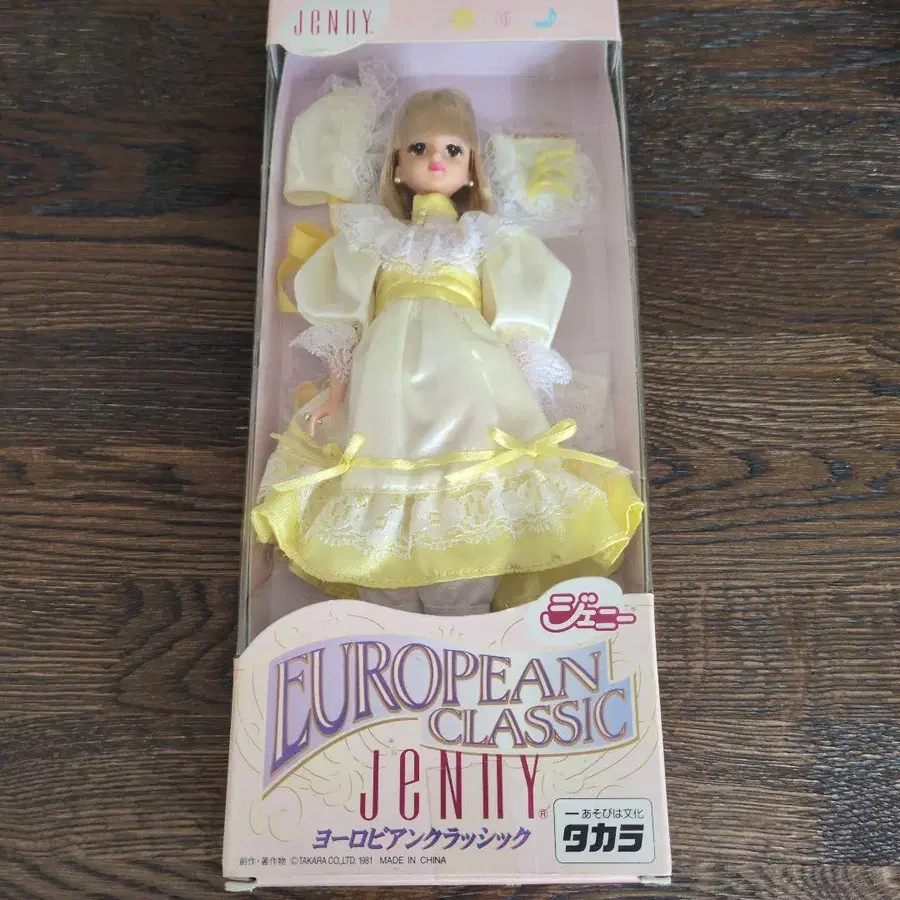 JeNNY
ジェニー
EUROPEAN
CLASSIC
JeNNY®
ヨーロピアンクラッシック
ーあそびは文化
タカラ
創作・著作物 ©TAKARA CO.,LTD. 1981 MADE IN CHINA